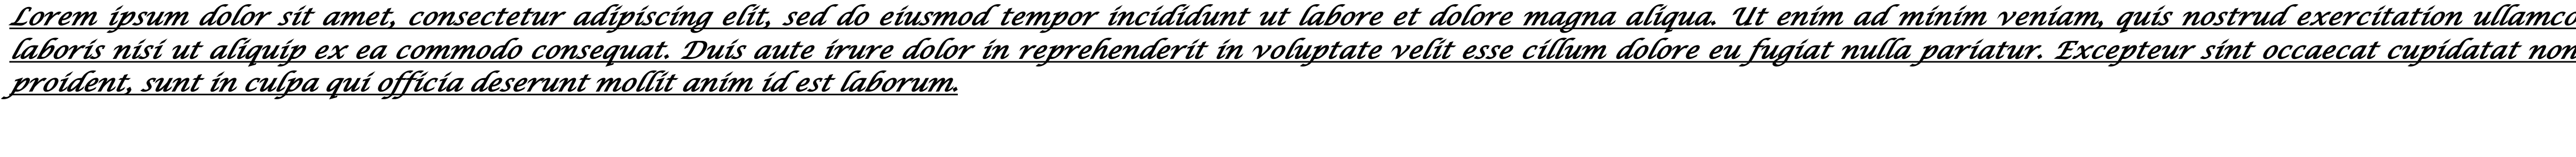 Lorem ipsum dolor sit amet, consectetur adipiscing elit, sed do eiusmod tempor incididunt ut labore et dolore magna aliqua. Ut enim ad minim veniam, quis nostrud exercitation ullamco
laboris nisi ut aliquip ex ea commodo consequat. Duis aute irure dolor in reprehenderit in voluptate velit esse cillum dolore eu fugiat nulla pariatur. Excepteur sint occaecat cupidatat non
proident, sunt in culpa qui officia deserunt mollit anim id est laborum.